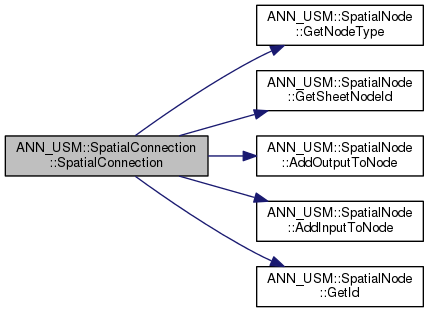 ANN_USM::SpatialNode
::GetNodeType
ANN_USM::SpatialNode
::GetSheetNodeId
ANN_USM::SpatialConnection
::SpatialConnection
ANN_USM::SpatialNode
::AddOutputToNode
ANN_USM::SpatialNode
::AddInputToNode
ANN_USM::SpatialNode
::GetId